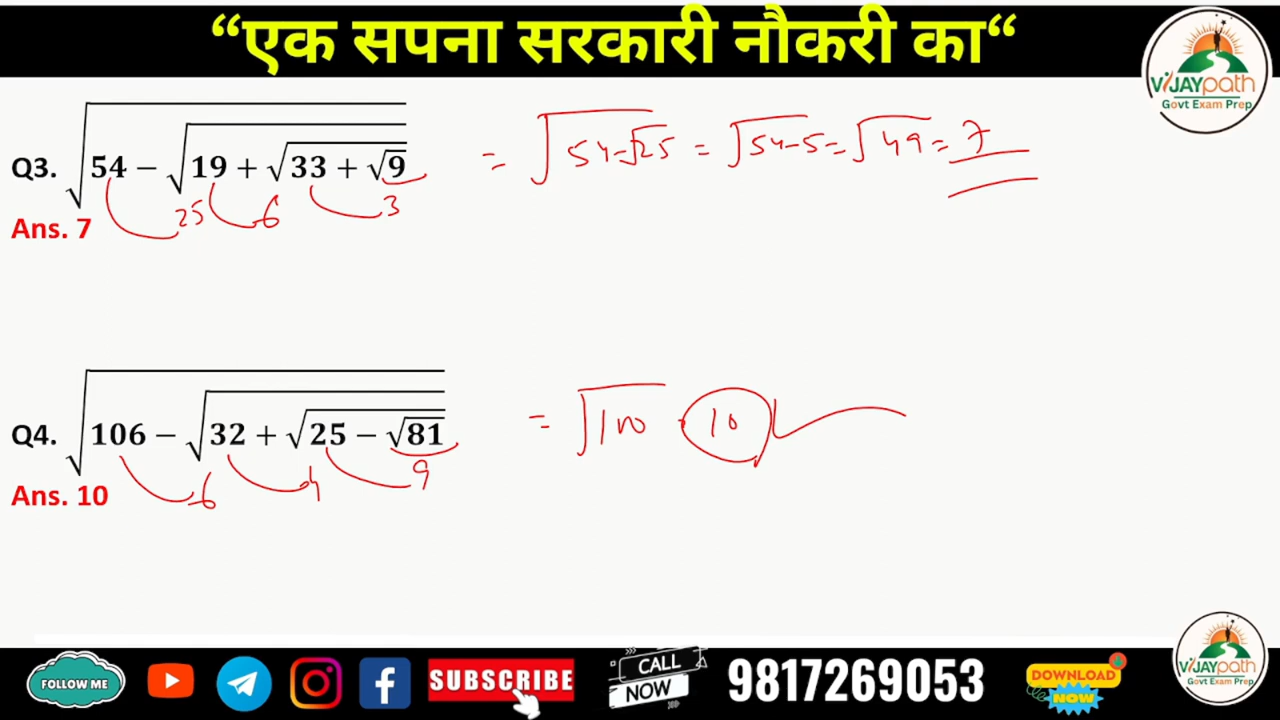 “एक सपना सरकारी नौकरी का“
VIJAYpath
Govt Exam Prep
Q3. √(54 − √(19 + √(33 + √9))) = √(54-√25) = √(54-5) = √49 = 7
25 6 3
Ans. 7
Q4. √(106 − √(32 + √(25 − √81))) = √100 10
6 4 9
Ans. 10
FOLLOW ME
SUBSCRIBE
CALL
NOW
9817269053
DOWNLOAD
NOW
VIJAYpath
Govt Exam Prep